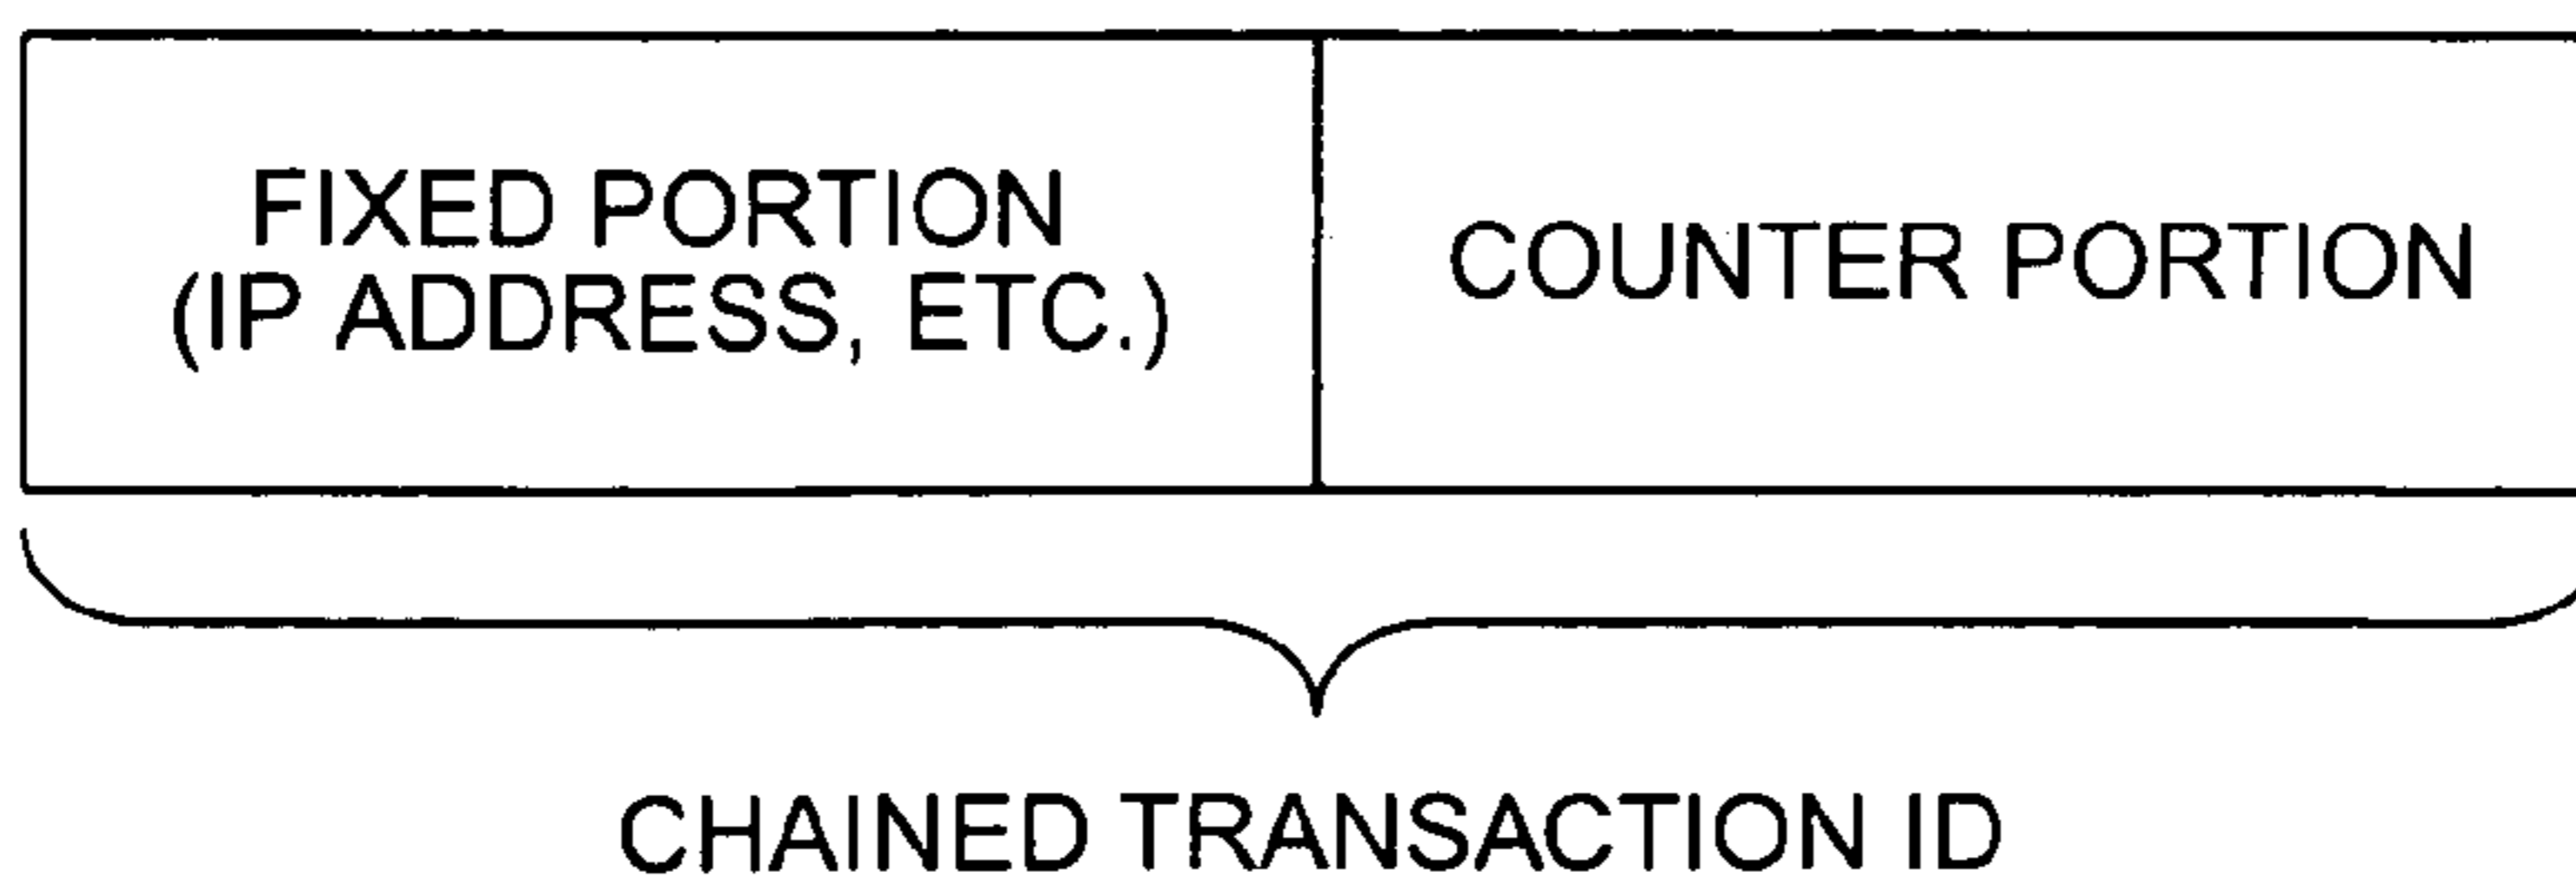 FIXED PORTION
(IP ADDRESS, ETC.)
COUNTER PORTION
CHAINED TRANSACTION ID